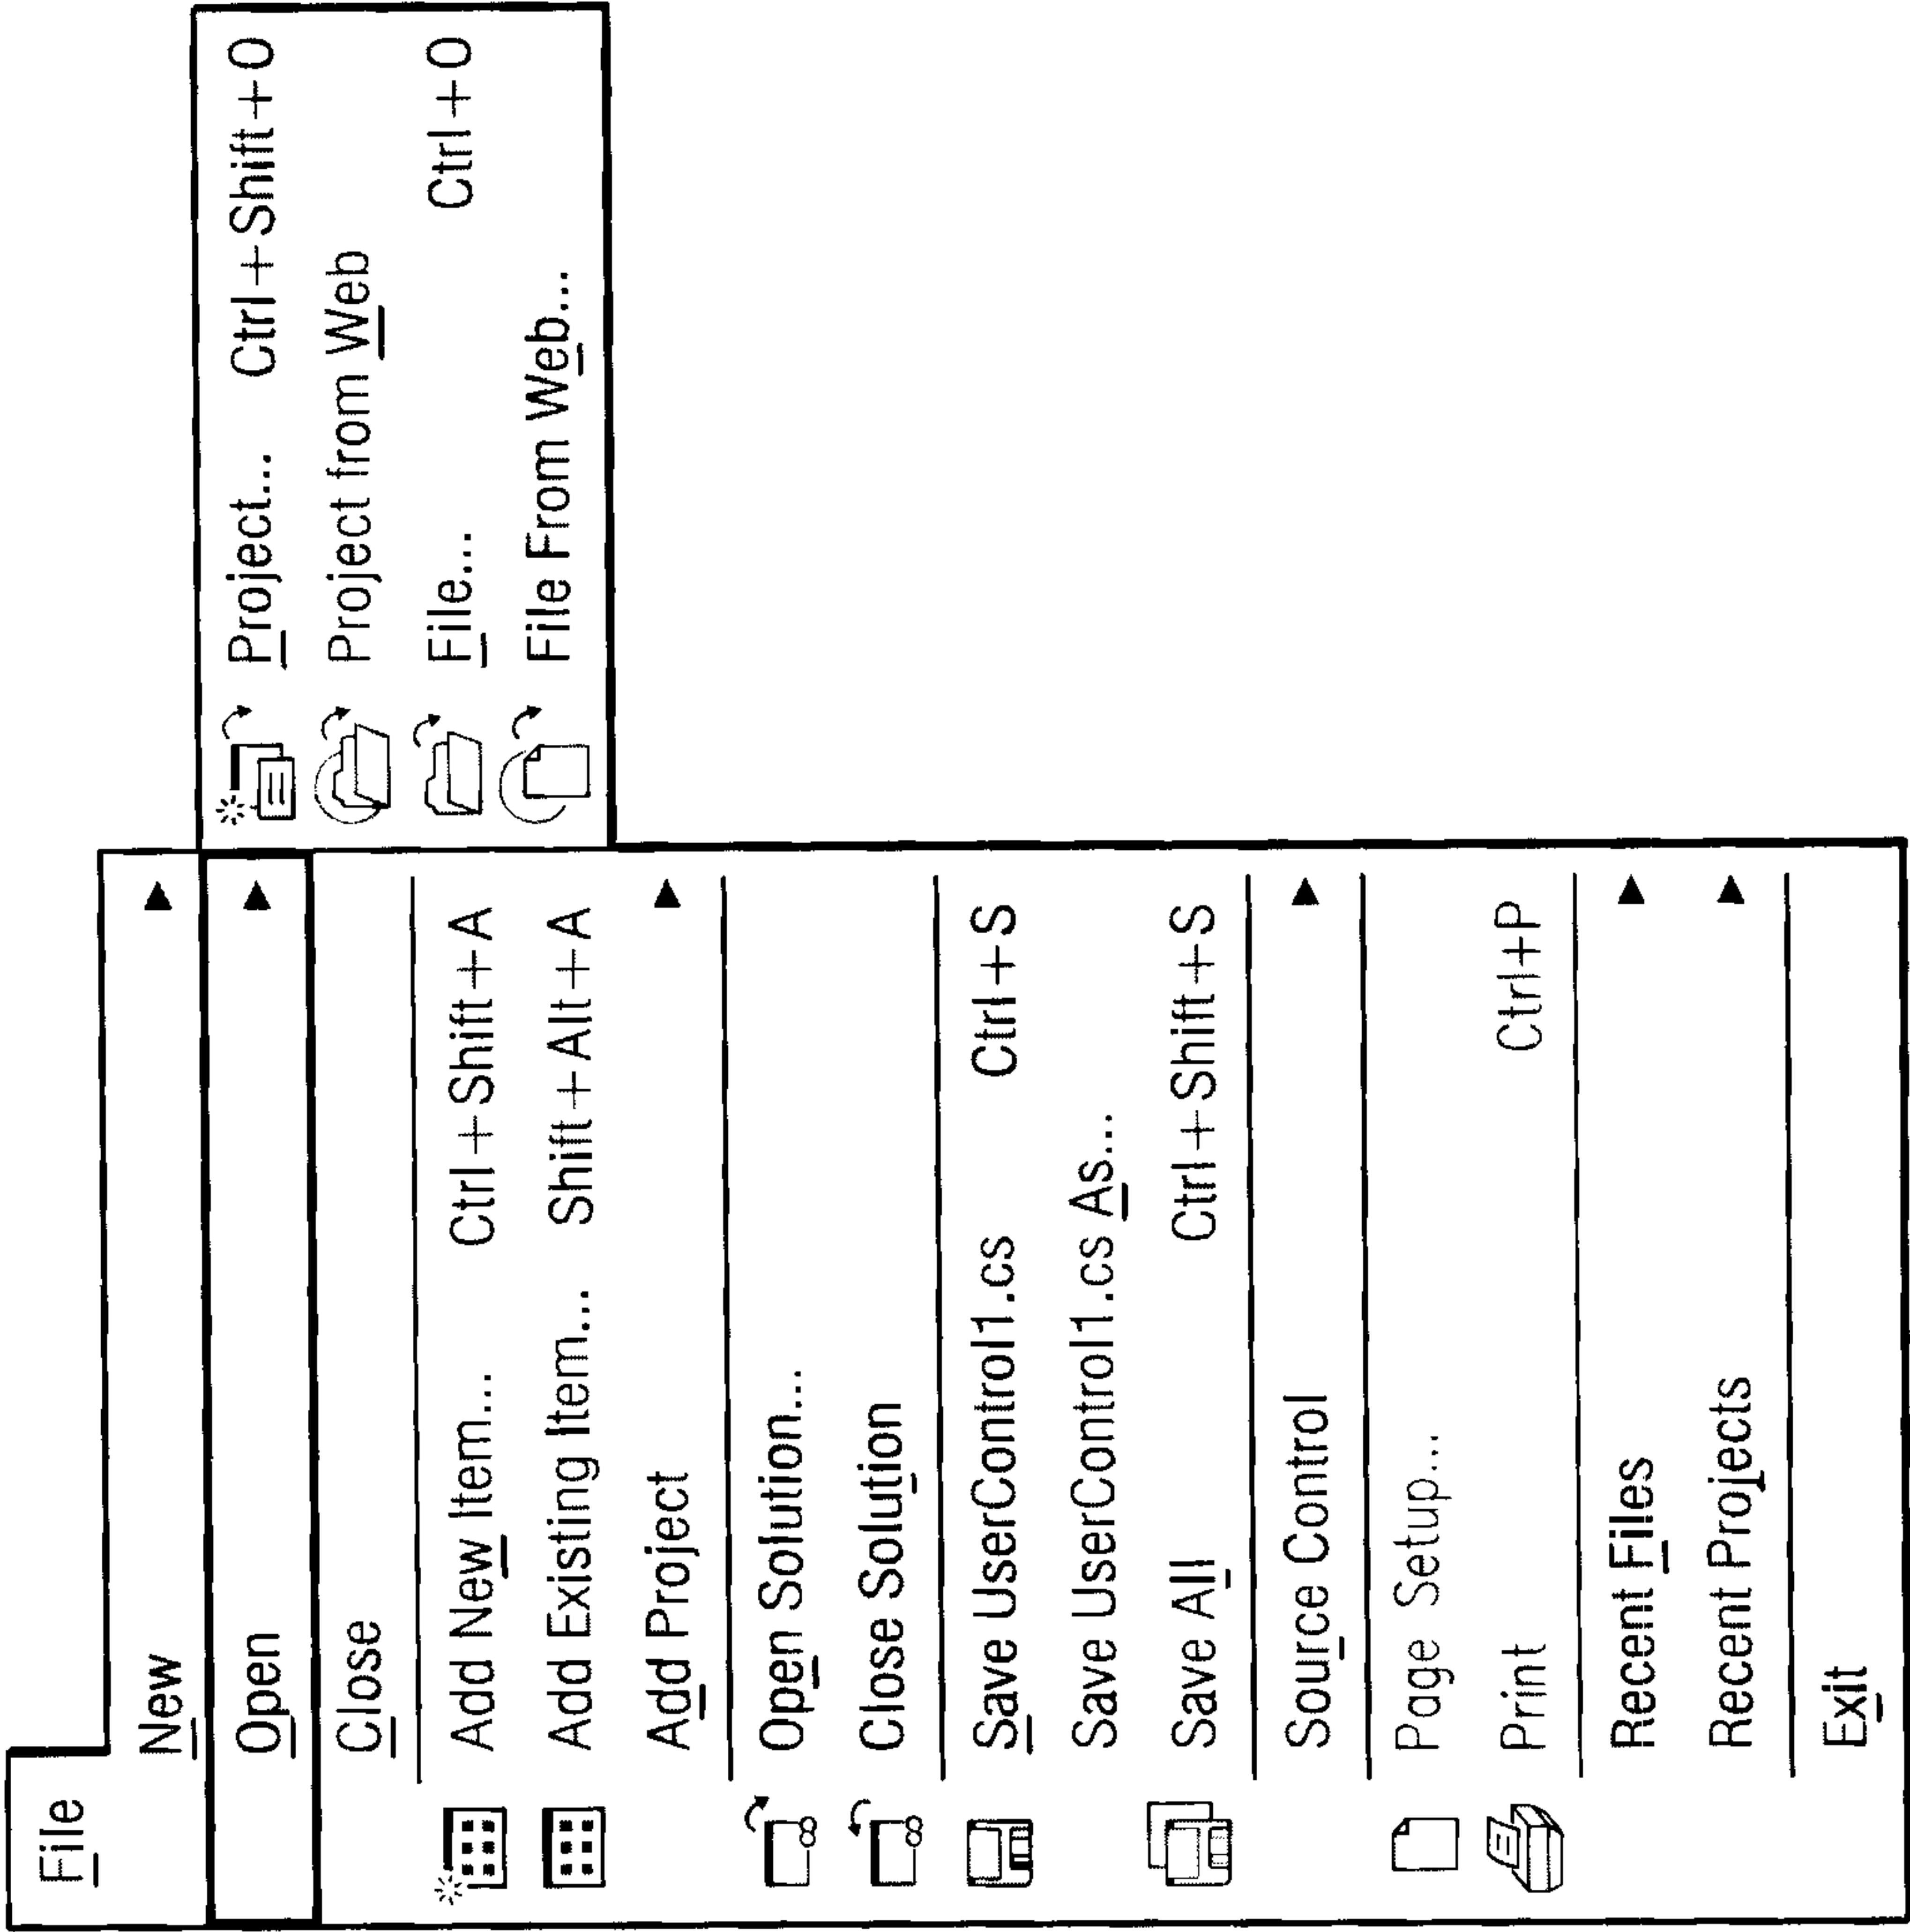 File
New ▶
Open ▶
Close
Add New Item... Ctrl+Shift+A
Add Existing Item... Shift+Alt+A
Add Project ▶
Open Solution...
Close Solution
Save UserControl1.cs Ctrl+S
Save UserControl1.cs As...
Save All Ctrl+Shift+S
Source Control ▶
Page Setup...
Print Ctrl+P
Recent Files ▶
Recent Projects ▶
Exit
Project... Ctrl+Shift+O
Project from Web
File... Ctrl+O
File From Web...